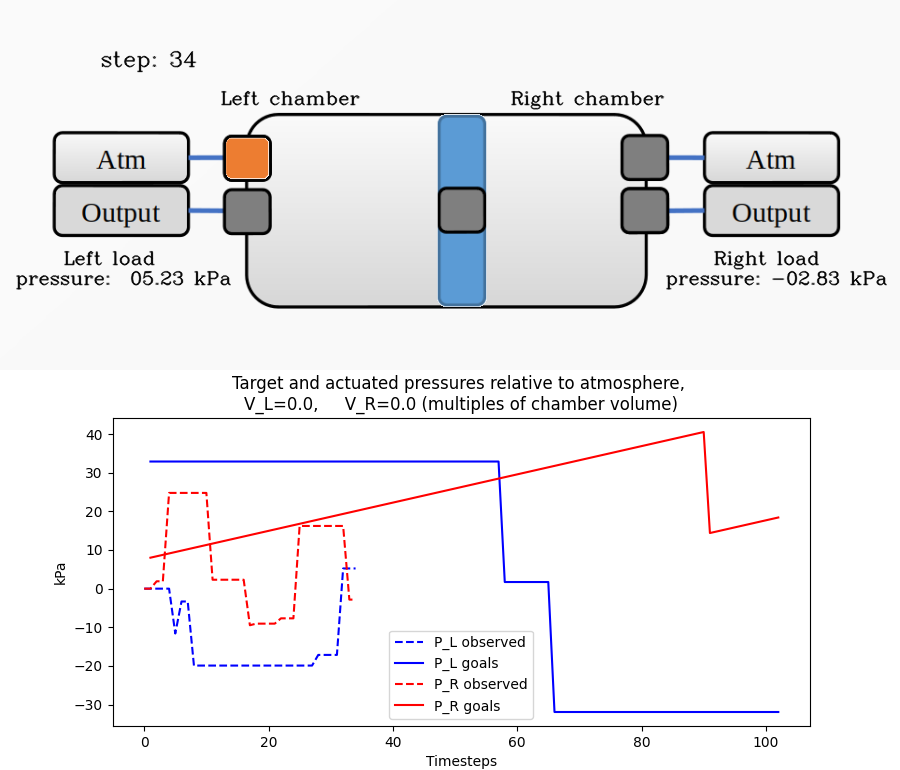 step: 34
Left chamber
Right chamber
Atm
Atm
Output
Output
Left load
pressure:  05.23 kPa
Right load
pressure: −02.83 kPa
Target and actuated pressures relative to atmosphere,
V_L=0.0,     V_R=0.0 (multiples of chamber volume)
40
30
20
10
0
−10
−20
−30
kPa
P_L observed
P_L goals
P_R observed
P_R goals
0 20 40 60 80 100
Timesteps